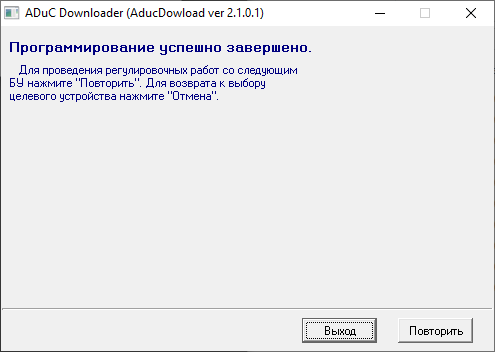 ADuC Downloader (AducDowload ver 2.1.0.1)
Программирование успешно завершено.
Для проведения регулировочных работ со следующим
БУ нажмите "Повторить". Для возврата к выбору
целевого устройства нажмите "Отмена".
Выход
Повторить